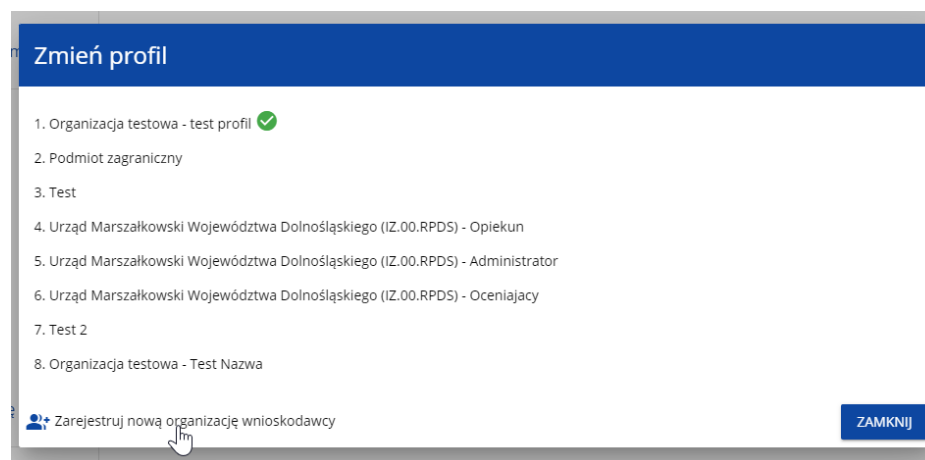 Zmień profil
1. Organizacja testowa - test profil
2. Podmiot zagraniczny
3. Test
4. Urząd Marszałkowski Województwa Dolnośląskiego (IZ.00.RPDS) - Opiekun
5. Urząd Marszałkowski Województwa Dolnośląskiego (IZ.00.RPDS) - Administrator
6. Urząd Marszałkowski Województwa Dolnośląskiego (IZ.00.RPDS) - Oceniajacy
7. Test 2
8. Organizacja testowa - Test Nazwa
Zarejestruj nową organizację wnioskodawcy
ZAMKNIJ